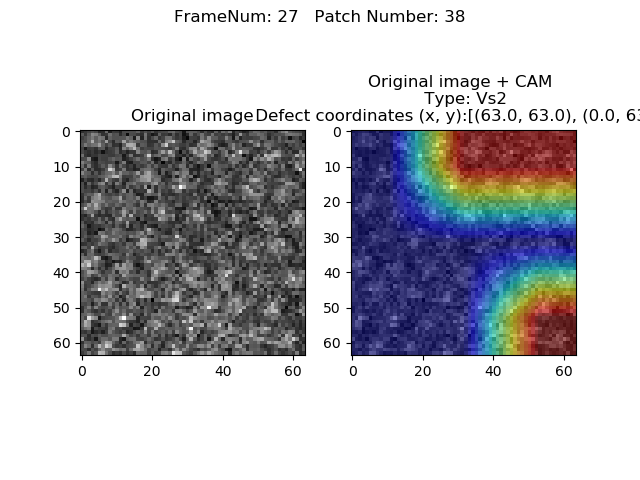 FrameNum: 27   Patch Number: 38
Original image + CAM
Type: Vs2
Original image
Defect coordinates (x, y):[(63.0, 63.0), (0.0, 63
0
10
20
30
40
50
60
0 20 40 60
0
10
20
30
40
50
60
0 20 40 60